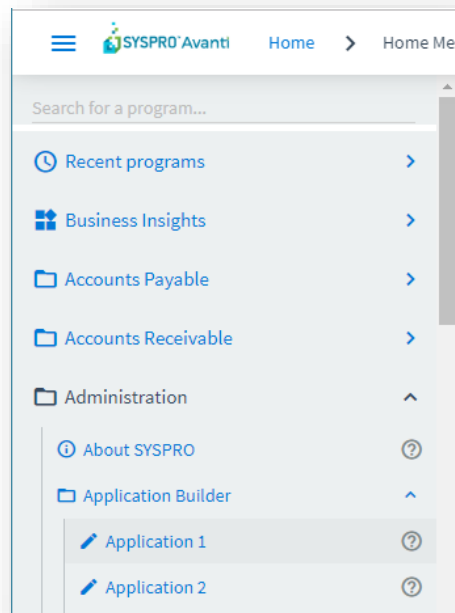 SYSPRO Avanti Home > Home Me
Search for a program...
Recent programs
Business Insights
Accounts Payable
Accounts Receivable
Administration
About SYSPRO
Application Builder
Application 1
Application 2